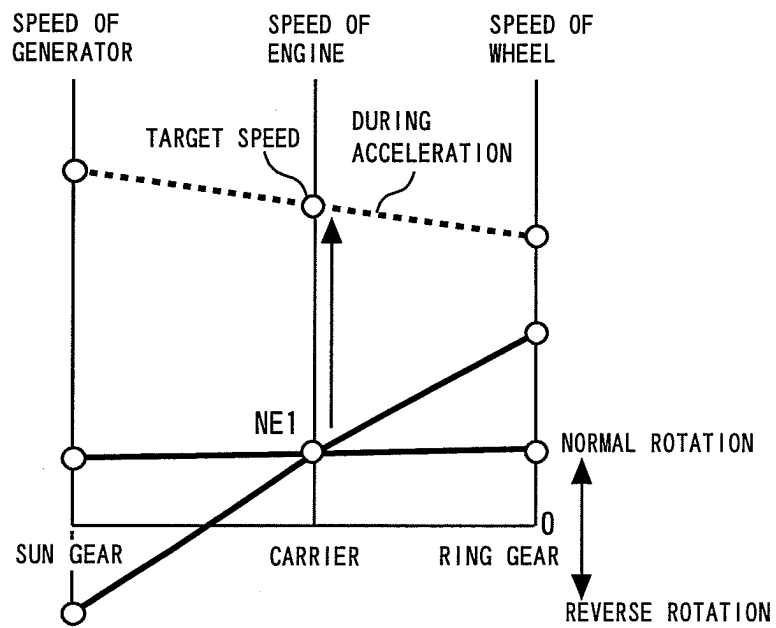 SPEED OF
GENERATOR
SPEED OF
ENGINE
SPEED OF
WHEEL
TARGET SPEED
DURING
ACCELERATION
NE1
NORMAL ROTATION
0
SUN GEAR
CARRIER
RING GEAR
REVERSE ROTATION